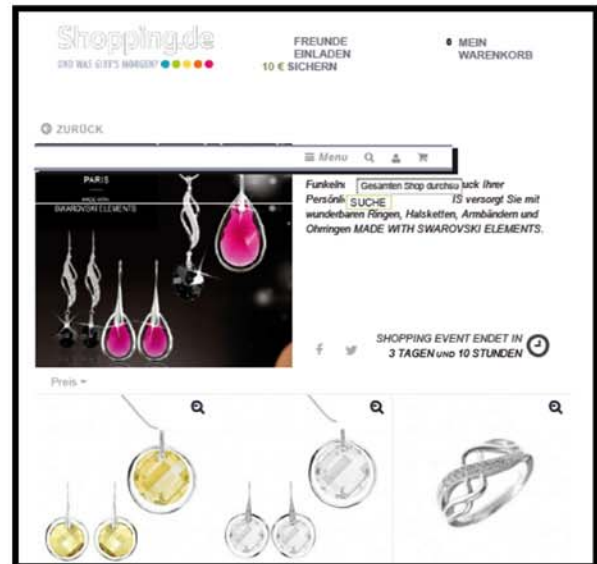 Shopping.de
UND WAS GIBT'S MORGEN?
FREUNDE
EINLADEN
10 € SICHERN
0 MEIN
WARENKORB
ZURÜCK
Menu
PARIS
MADE WITH
SWAROVSKI ELEMENTS
Gesamten Shop durchsu
uck Ihrer
SUCHE
IS versorgt Sie mit
wunderbaren Ringen, Halsketten, Armbändern und
Ohrringen MADE WITH SWAROVSKI ELEMENTS.
SHOPPING EVENT ENDET IN
3 TAGEN UND 10 STUNDEN
Preis